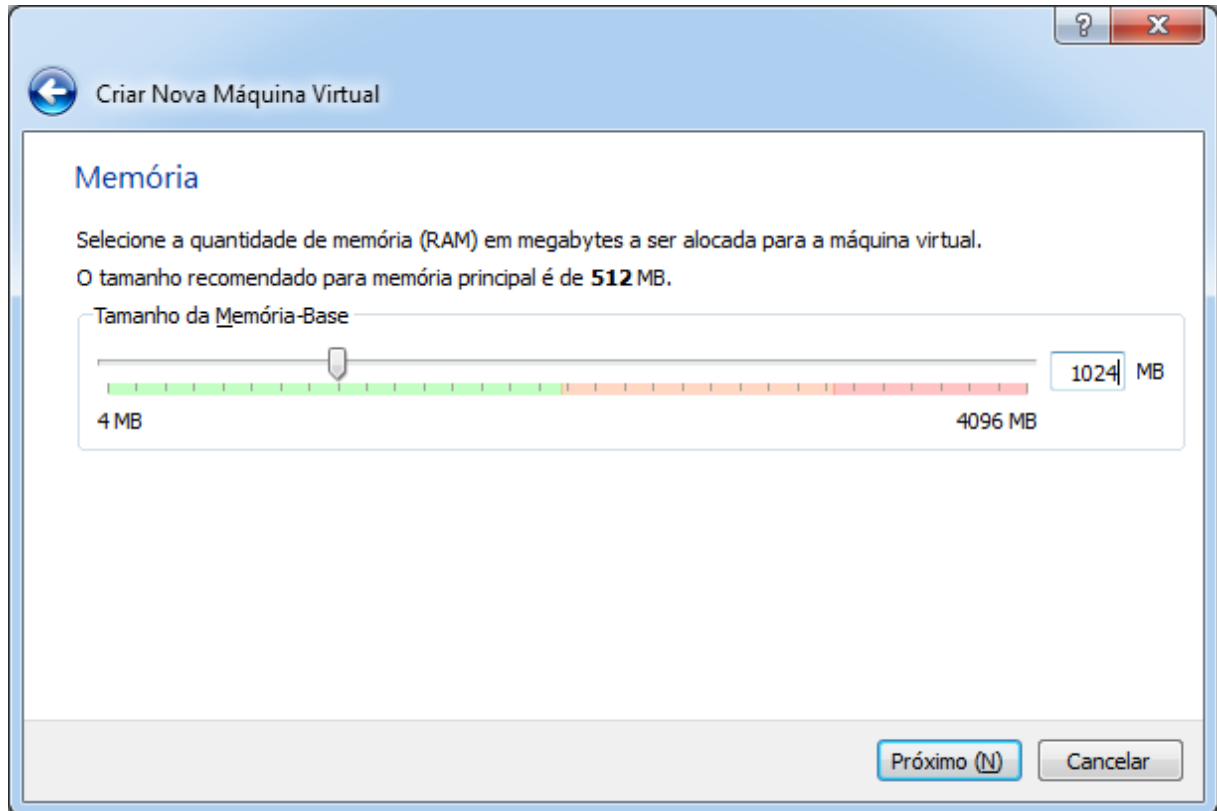 ?
Criar Nova Máquina Virtual
Memória
Selecione a quantidade de memória (RAM) em megabytes a ser alocada para a máquina virtual.
O tamanho recomendado para memória principal é de 512 MB.
Tamanho da Memória-Base
1024 MB
4 MB 4096 MB
Próximo (N) Cancelar